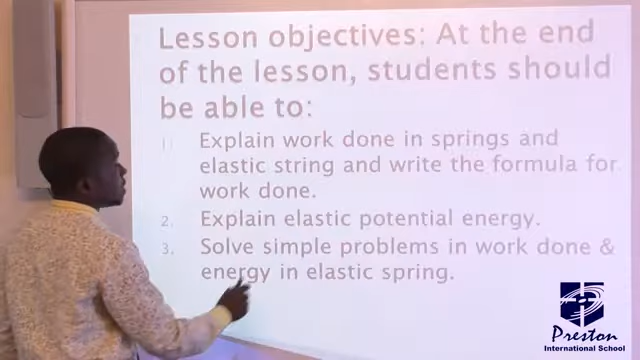 Lesson objectives: At the end
of the lesson, students should
be able to:
1) Explain work done in springs and
elastic string and write the formula for
work done.
2. Explain elastic potential energy.
3. Solve simple problems in work done &
energy in elastic spring.
Preston
International School